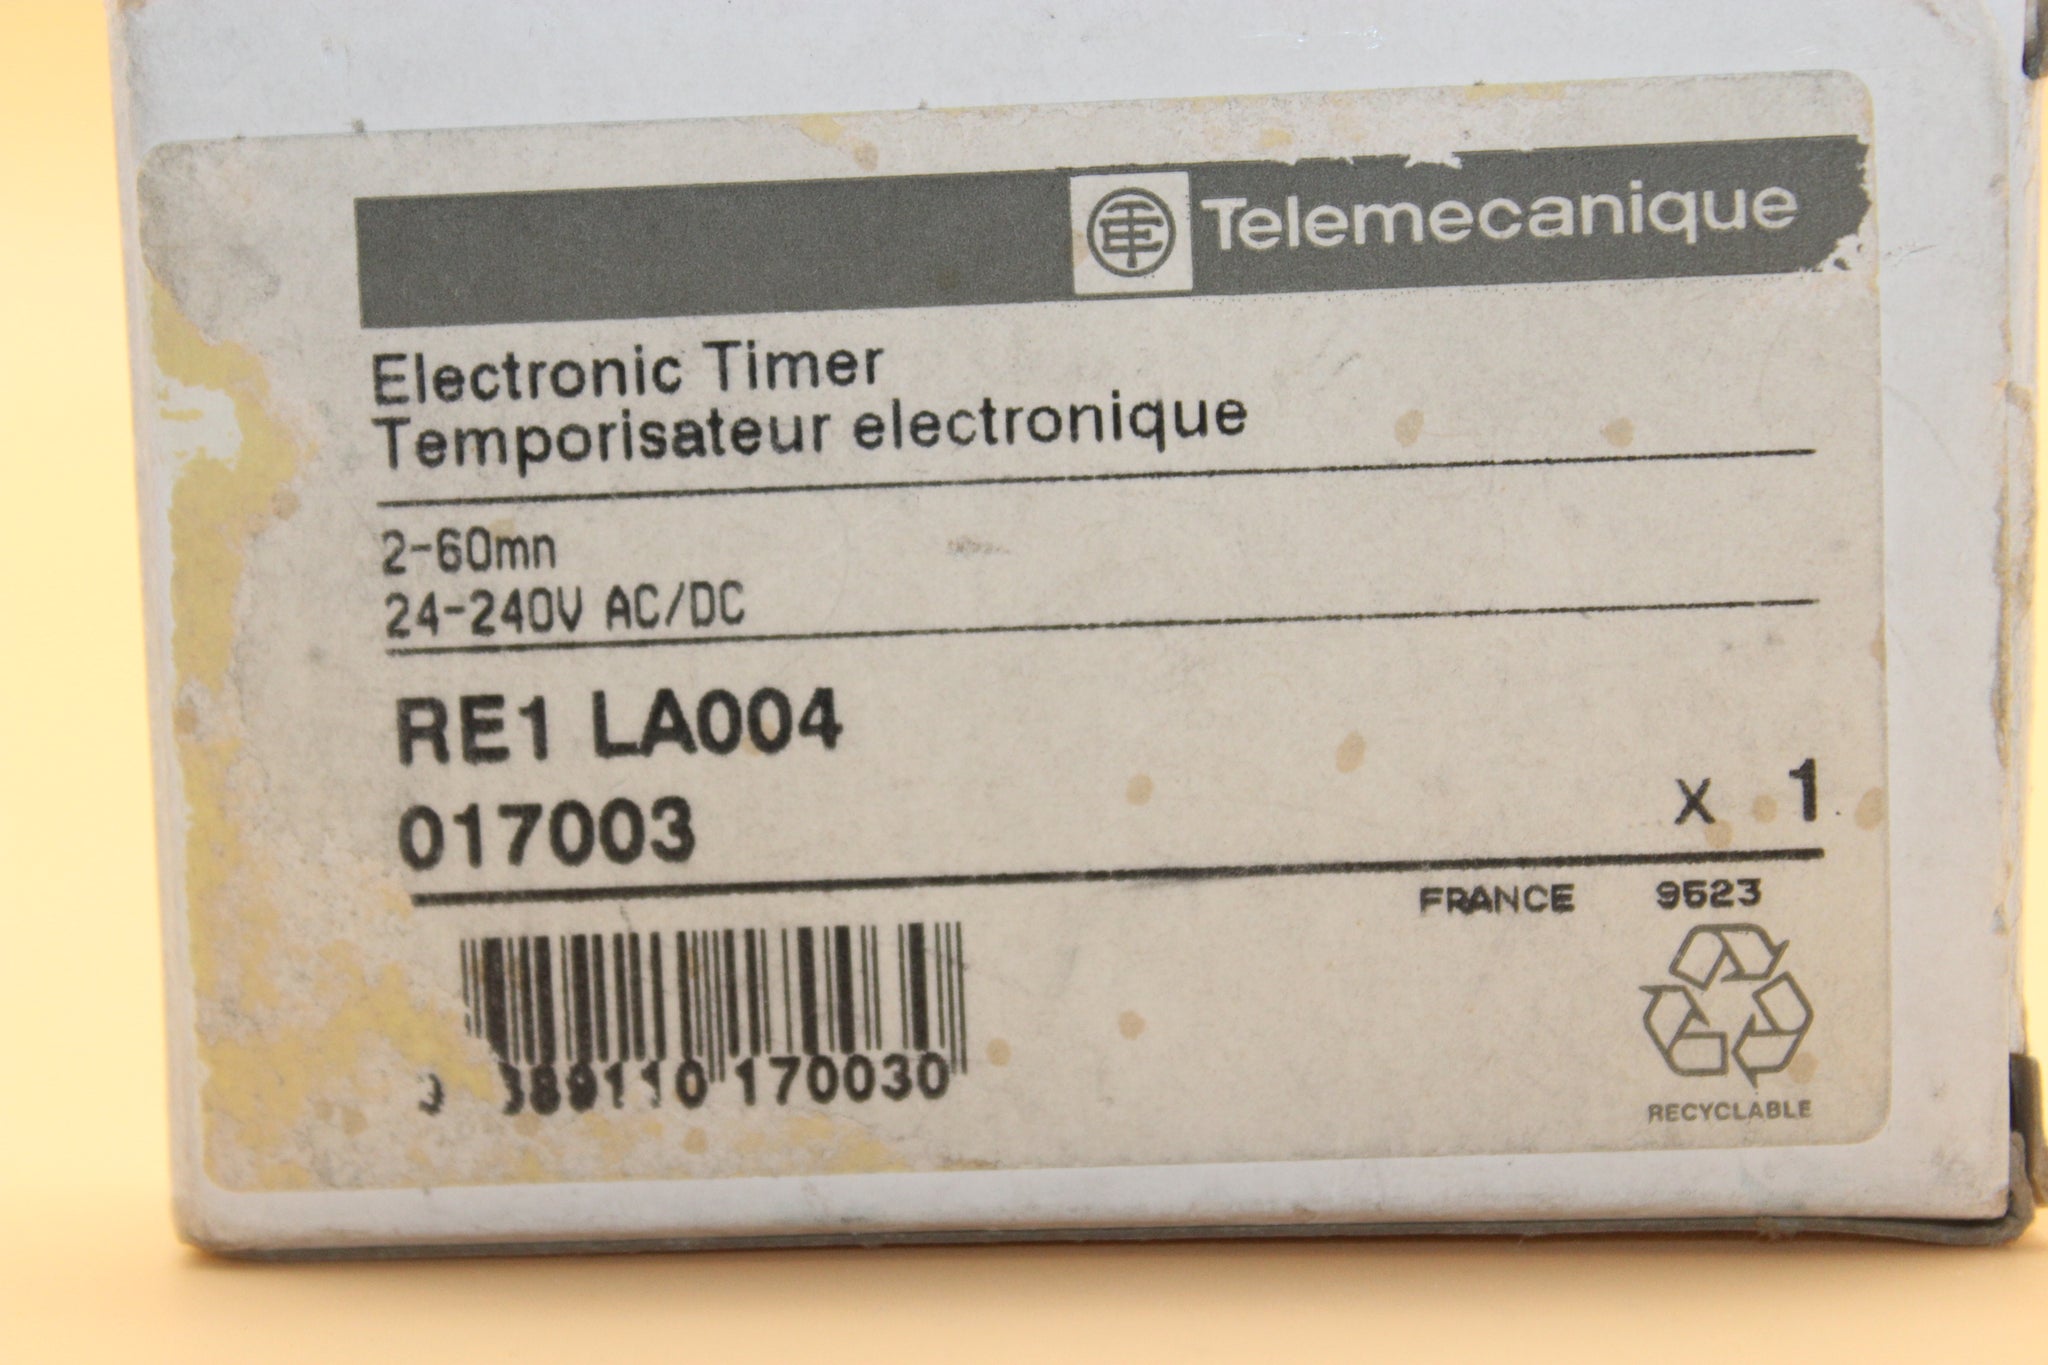 Telemecanique
Electronic Timer
Temporisateur electronique
2-60mn
24-240V AC/DC
RE1 LA004
017003
x 1
FRANCE 9523
170030
RECYCLABLE